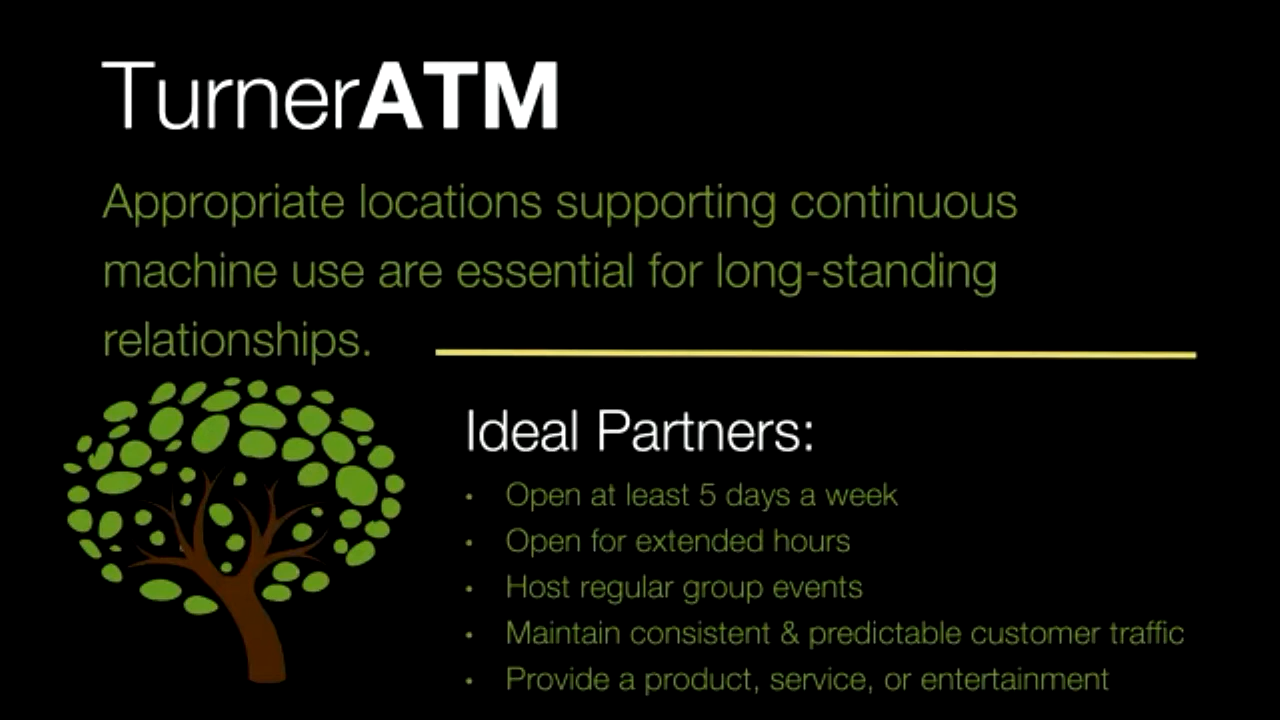 TurnerATM
Appropriate locations supporting continuous
machine use are essential for long-standing
relationships.
Ideal Partners:
• Open at least 5 days a week
• Open for extended hours
• Host regular group events
• Maintain consistent & predictable customer traffic
• Provide a product, service, or entertainment